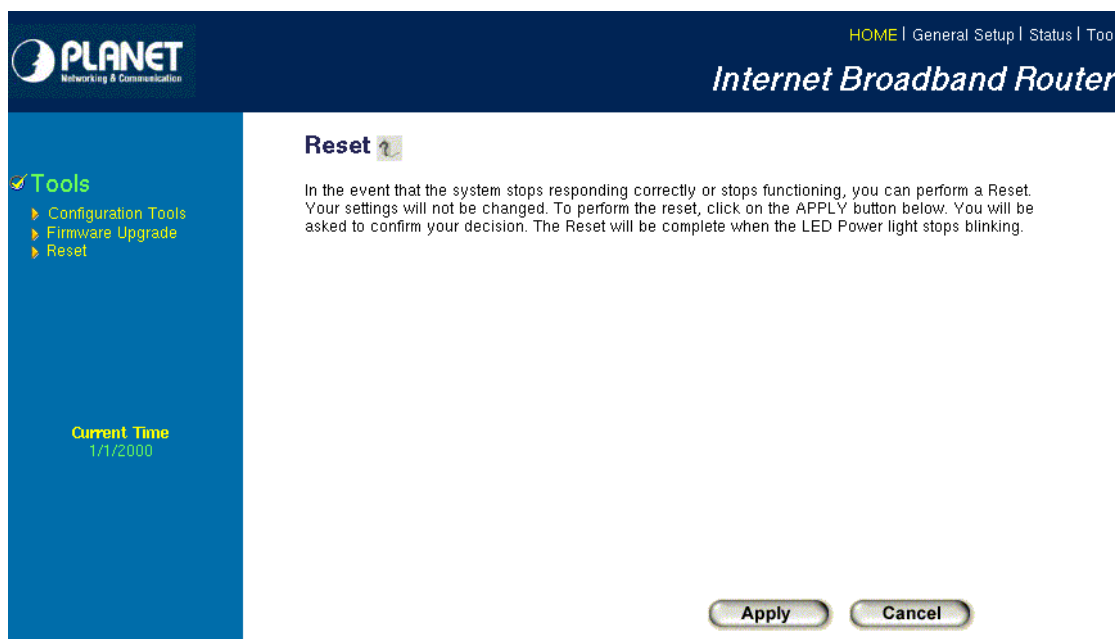 PLANET
Networking & Communication
HOME | General Setup | Status | Too
Internet Broadband Router
Tools
Configuration Tools
Firmware Upgrade
Reset
Current Time
1/1/2000
Reset
In the event that the system stops responding correctly or stops functioning, you can perform a Reset.
Your settings will not be changed. To perform the reset, click on the APPLY button below. You will be
asked to confirm your decision. The Reset will be complete when the LED Power light stops blinking.
Apply
Cancel